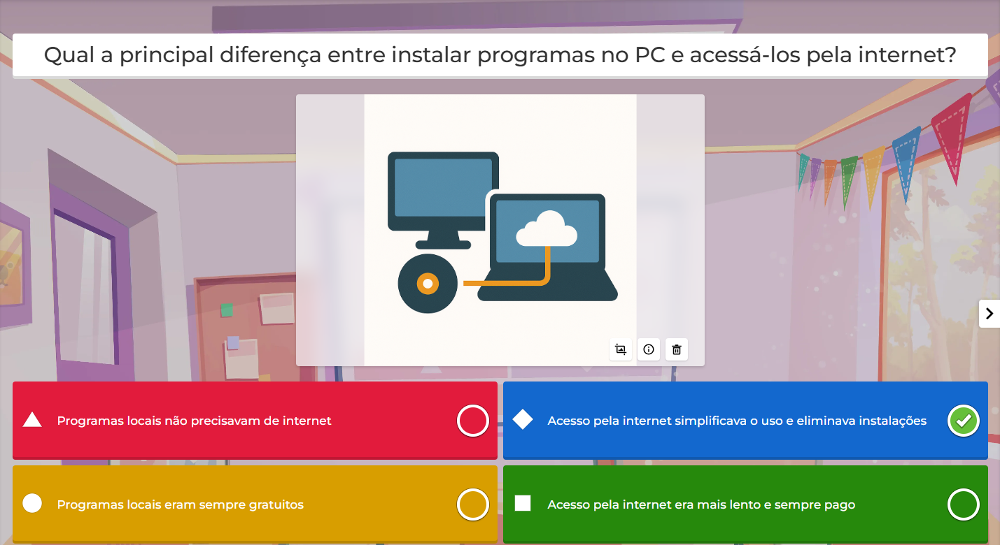 Qual a principal diferença entre instalar programas no PC e acessá-los pela internet?
Programas locais não precisavam de internet
Acesso pela internet simplificava o uso e eliminava instalações
Programas locais eram sempre gratuitos
Acesso pela internet era mais lento e sempre pago